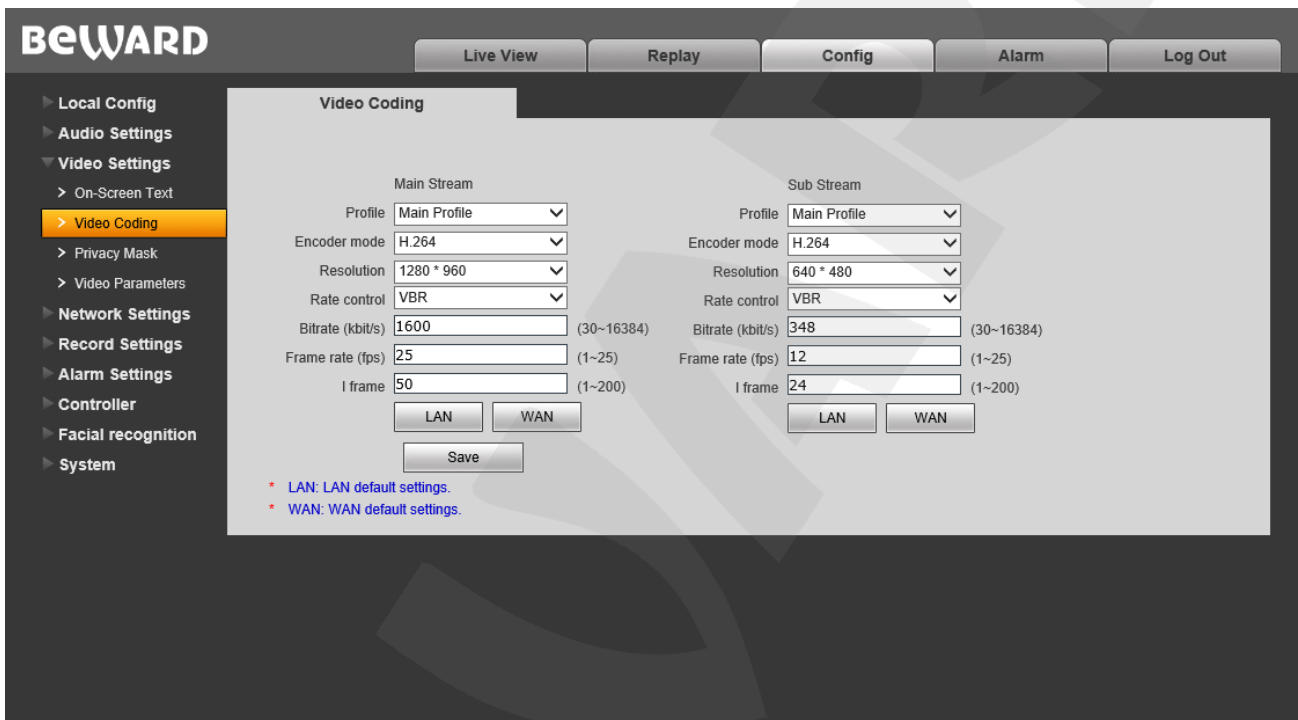 BEWARD
Live View Replay Config Alarm Log Out
Local Config
Audio Settings
Video Settings
> On-Screen Text
> Video Coding
> Privacy Mask
> Video Parameters
Network Settings
Record Settings
Alarm Settings
Controller
Facial recognition
System
Video Coding
Main Stream
Profile Main Profile
Encoder mode H.264
Resolution 1280 * 960
Rate control VBR
Bitrate (kbit/s) 1600 (30~16384)
Frame rate (fps) 25 (1~25)
I frame 50 (1~200)
LAN WAN
Save
Sub Stream
Profile Main Profile
Encoder mode H.264
Resolution 640 * 480
Rate control VBR
Bitrate (kbit/s) 348 (30~16384)
Frame rate (fps) 12 (1~25)
I frame 24 (1~200)
LAN WAN
* LAN: LAN default settings.
* WAN: WAN default settings.